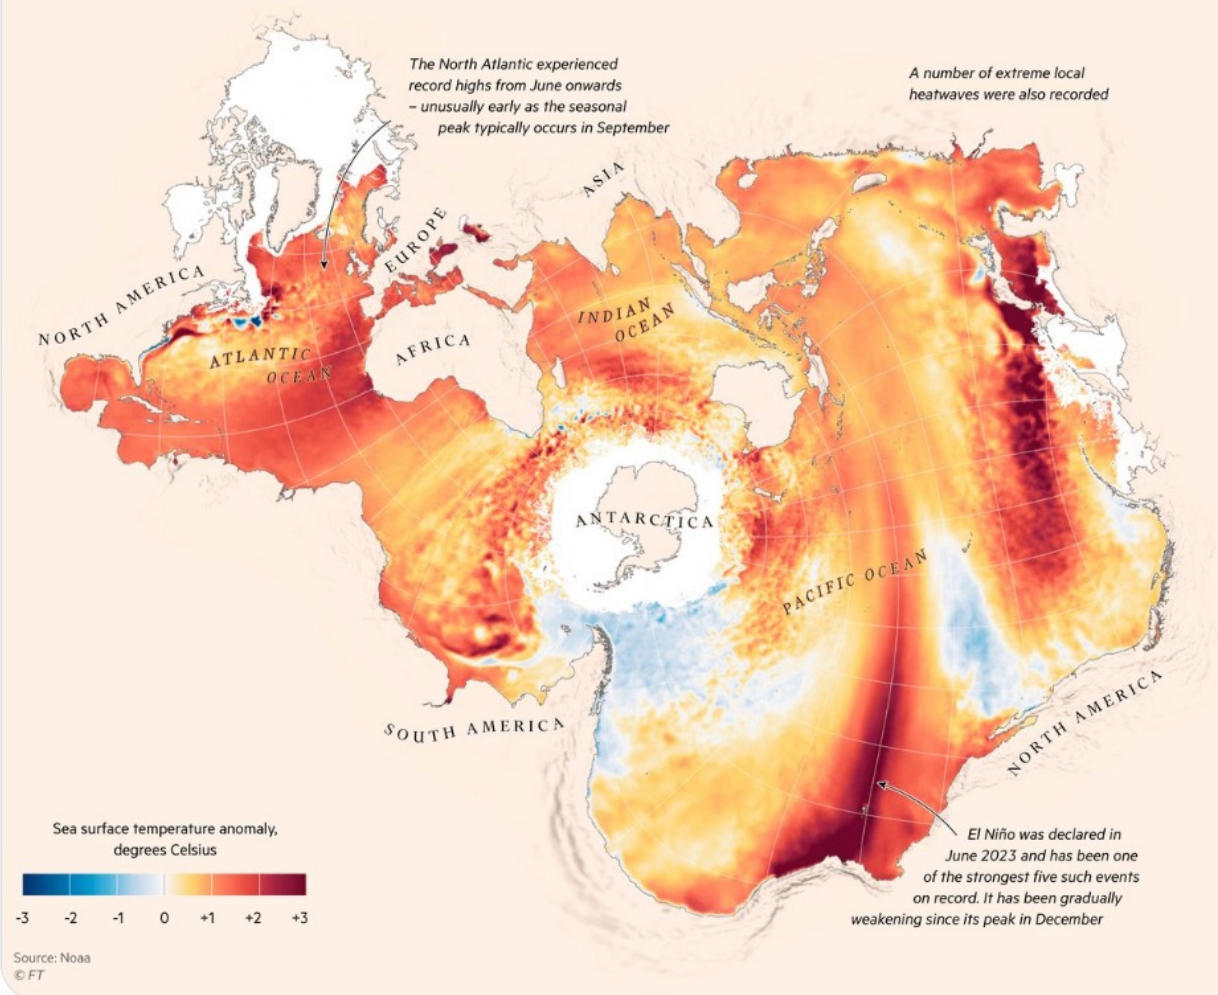 The North Atlantic experienced
record highs from June onwards
– unusually early as the seasonal
peak typically occurs in September
A number of extreme local
heatwaves were also recorded
ASIA
EUROPE
NORTH AMERICA
INDIAN
OCEAN
AFRICA
ATLANTIC
OCEAN
ANTARCTICA
PACIFIC OCEAN
SOUTH AMERICA
NORTH AMERICA
El Niño was declared in
June 2023 and has been one
of the strongest five such events
on record. It has been gradually
weakening since its peak in December
Sea surface temperature anomaly,
degrees Celsius
-3 -2 -1 0 +1 +2 +3
Source: Noaa
© FT